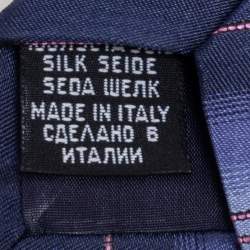 SILK SEIDE
SEDA ШЕЛК
MADE IN ITALY
СДЕЛАНО В
ИТАЛИИ